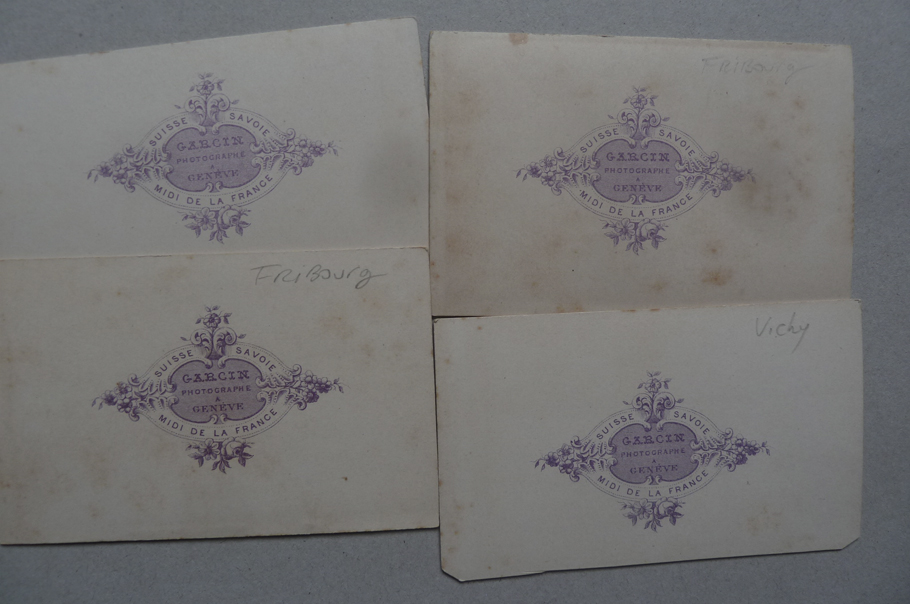 SUISSE SAVOIE
GARCIN
PHOTOGRAPHE
A
GENÈVE
MIDI DE LA FRANCE
Fribourg
SUISSE SAVOIE
GARCIN
PHOTOGRAPHE
A
GENÈVE
MIDI DE LA FRANCE
Fribourg
SUISSE SAVOIE
GARCIN
PHOTOGRAPHE
A
GENÈVE
MIDI DE LA FRANCE
Vichy
SUISSE SAVOIE
GARCIN
PHOTOGRAPHE
A
GENÈVE
MIDI DE LA FRANCE